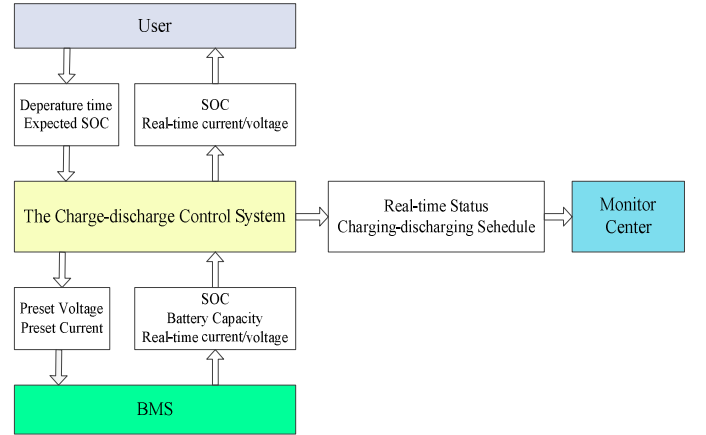 User
Deperature time
Expected SOC
SOC
Real-time current/voltage
The Charge-discharge Control System
Real-time Status
Charging-discharging Sehedule
Monitor
Center
Preset Voltage
Preset Current
SOC
Battery Capacity
Real-time current/voltage
BMS